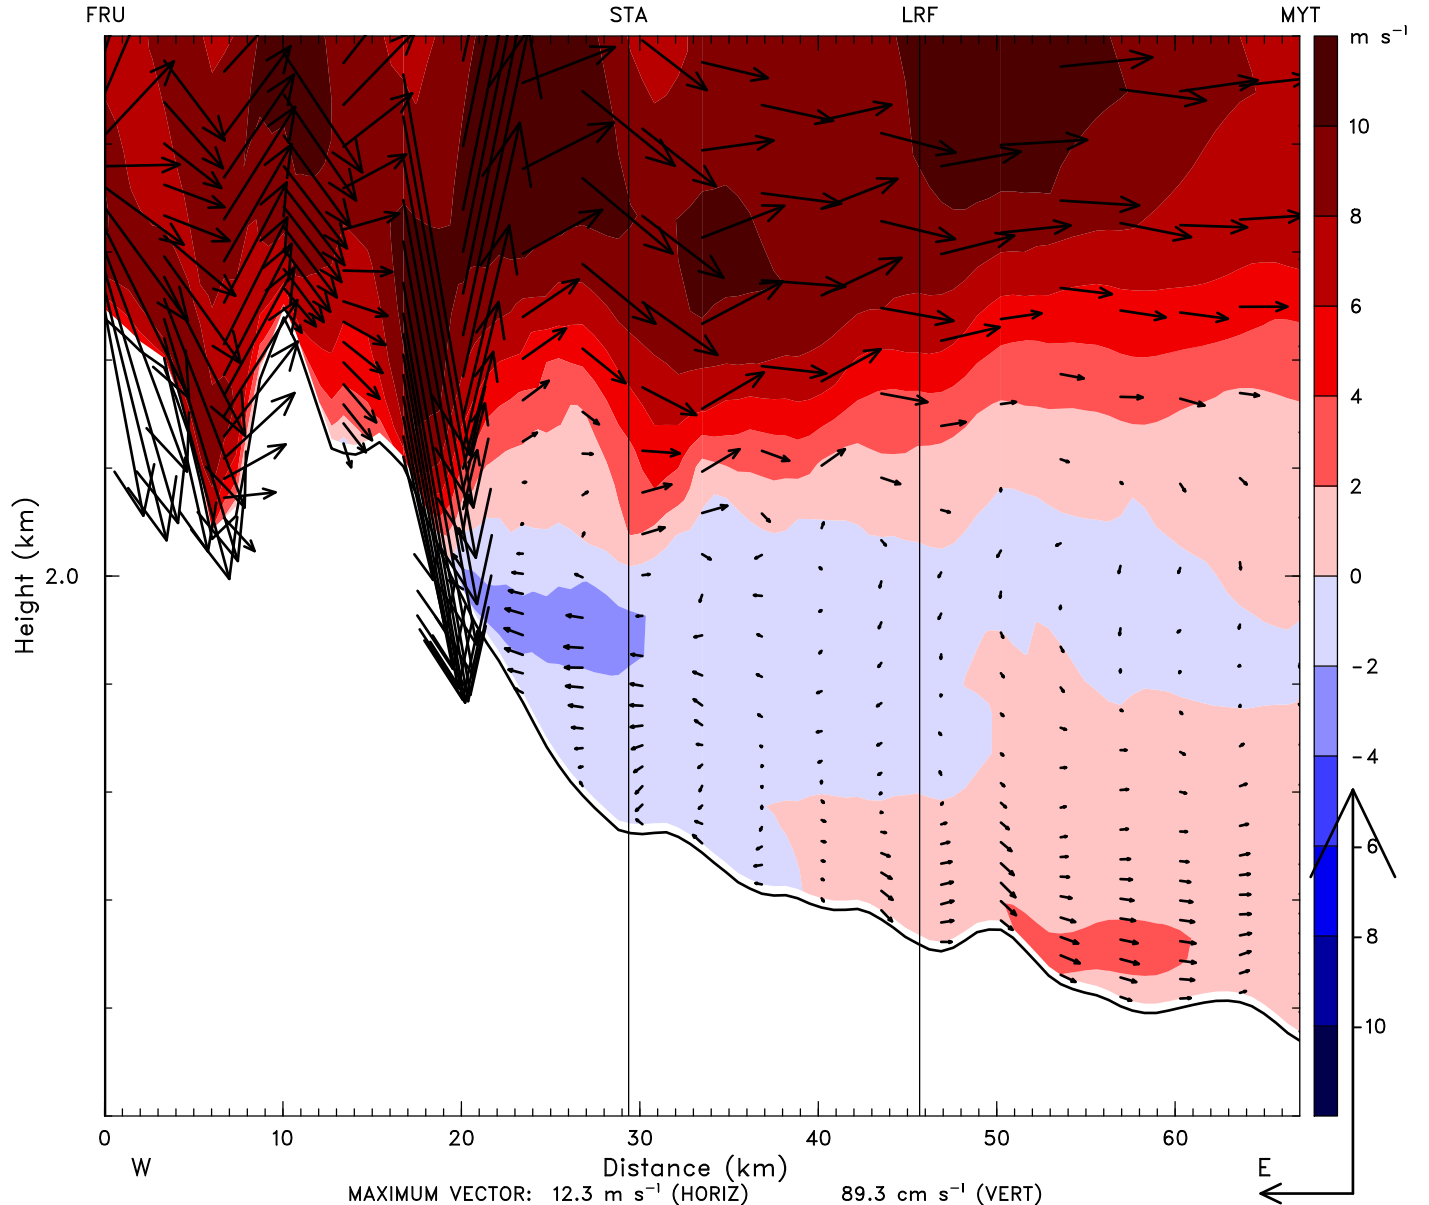 FRU STA LRF MYT
m s⁻¹
10
8
6
4
2
0
-2
-4
-6
-8
-10
Height (km)
2.0
0 10 20 30 40 50 60
W Distance (km) E
MAXIMUM VECTOR: 12.3 m s⁻¹ (HORIZ) 89.3 cm s⁻¹ (VERT)